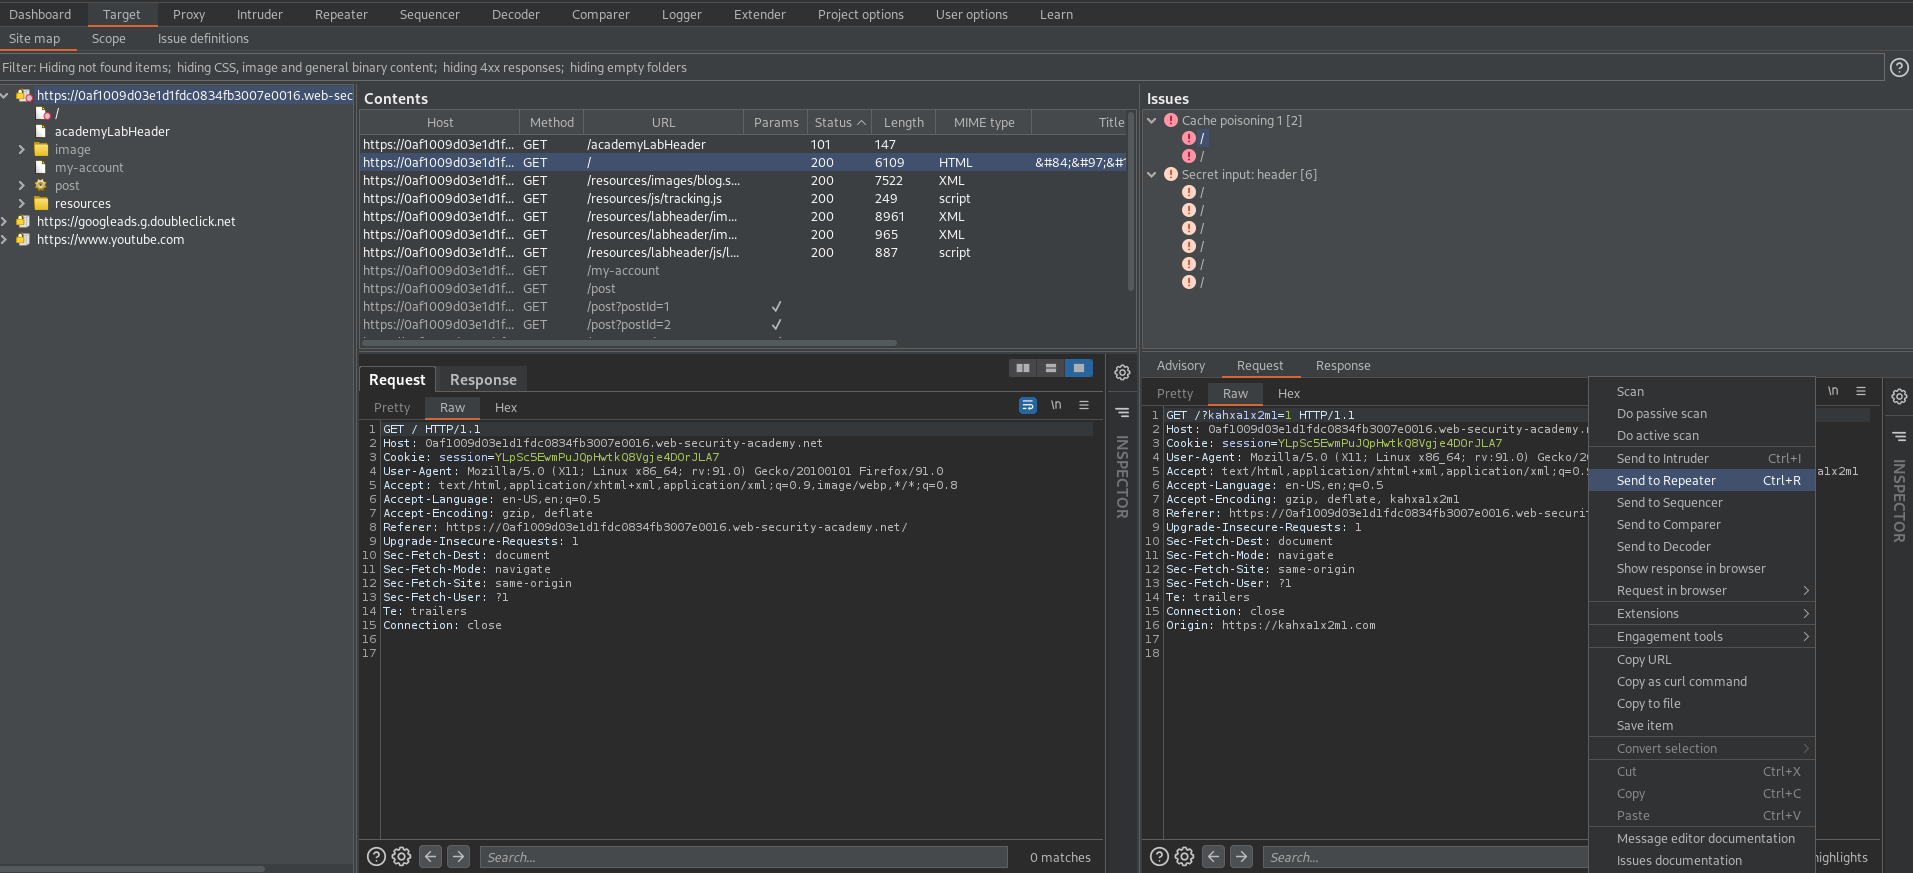 Dashboard Target Proxy Intruder Repeater Sequencer Decoder Comparer Logger Extender Project options User options Learn
Site map Scope Issue definitions
Filter: Hiding not found items; hiding CSS, image and general binary content; hiding 4xx responses; hiding empty folders
https://0af1009d03e1d1fdc0834fb3007e0016.web-sec
/
academyLabHeader
image
my-account
post
resources
https://googleads.g.doubleclick.net
https://www.youtube.com
Contents
Host Method URL Params Status Length MIME type Title
https://0af1009d03e1d1f... GET /academyLabHeader 101 147
https://0af1009d03e1d1f... GET / 200 6109 HTML &#84;&#97;&#1
https://0af1009d03e1d1f... GET /resources/images/blog.s... 200 7522 XML
https://0af1009d03e1d1f... GET /resources/js/tracking.js 200 249 script
https://0af1009d03e1d1f... GET /resources/labheader/im... 200 8961 XML
https://0af1009d03e1d1f... GET /resources/labheader/im... 200 965 XML
https://0af1009d03e1d1f... GET /resources/labheader/js/l... 200 887 script
https://0af1009d03e1d1f... GET /my-account
https://0af1009d03e1d1f... GET /post
https://0af1009d03e1d1f... GET /post?postId=1 ✓
https://0af1009d03e1d1f... GET /post?postId=2 ✓
Issues
Cache poisoning 1 [2]
/
/
Secret input: header [6]
/
/
/
/
/
/
Request Response
Pretty Raw Hex \n
1 GET / HTTP/1.1
2 Host: 0af1009d03e1d1fdc0834fb3007e0016.web-security-academy.net
3 Cookie: session=YLpSc5EwmPuJQpHwtkQ8Vgje4DOrJLA7
4 User-Agent: Mozilla/5.0 (X11; Linux x86_64; rv:91.0) Gecko/20100101 Firefox/91.0
5 Accept: text/html,application/xhtml+xml,application/xml;q=0.9,image/webp,*/*;q=0.8
6 Accept-Language: en-US,en;q=0.5
7 Accept-Encoding: gzip, deflate
8 Referer: https://0af1009d03e1d1fdc0834fb3007e0016.web-security-academy.net/
9 Upgrade-Insecure-Requests: 1
10 Sec-Fetch-Dest: document
11 Sec-Fetch-Mode: navigate
12 Sec-Fetch-Site: same-origin
13 Sec-Fetch-User: ?1
14 Te: trailers
15 Connection: close
16
17
Search... 0 matches
INSPECTOR
Advisory Request Response
Pretty Raw Hex \n
1 GET /?kahxa1x2m1=1 HTTP/1.1
2 Host: 0af1009d03e1d1fdc0834fb3007e0016.web-security-academy.n
3 Cookie: session=YLpSc5EwmPuJQpHwtkQ8Vgje4DOrJLA7
4 User-Agent: Mozilla/5.0 (X11; Linux x86_64; rv:91.0) Gecko/20
5 Accept: text/html,application/xhtml+xml,application/xml;q=0.9 a1x2m1
6 Accept-Language: en-US,en;q=0.5
7 Accept-Encoding: gzip, deflate, kahxa1x2m1
8 Referer: https://0af1009d03e1d1fdc0834fb3007e0016.web-securit
9 Upgrade-Insecure-Requests: 1
10 Sec-Fetch-Dest: document
11 Sec-Fetch-Mode: navigate
12 Sec-Fetch-Site: same-origin
13 Sec-Fetch-User: ?1
14 Te: trailers
15 Connection: close
16 Origin: https://kahxa1x2m1.com
17
18
Search... highlights
INSPECTOR
Scan
Do passive scan
Do active scan
Send to Intruder Ctrl+I
Send to Repeater Ctrl+R
Send to Sequencer
Send to Comparer
Send to Decoder
Show response in browser
Request in browser
Extensions
Engagement tools
Copy URL
Copy as curl command
Copy to file
Save item
Convert selection
Cut Ctrl+X
Copy Ctrl+C
Paste Ctrl+V
Message editor documentation
Issues documentation